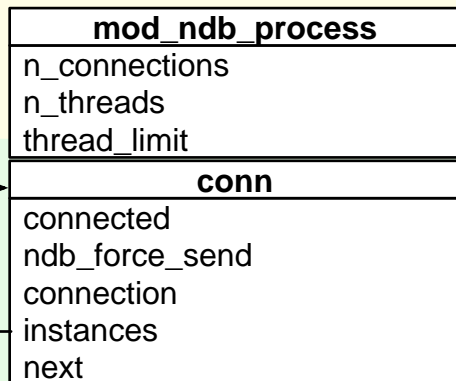 mod_ndb_process
n_connections
n_threads
thread_limit
conn
connected
ndb_force_send
connection
instances
next